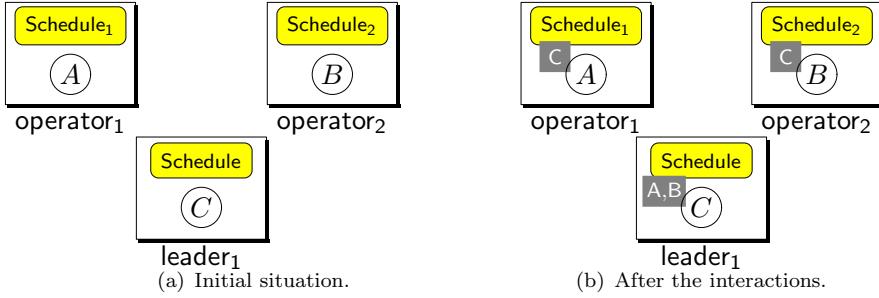 Schedule₁
A
operator₁
Schedule₂
B
operator₂
Schedule
C
leader₁
(a) Initial situation.
Schedule₁
C
A
operator₁
Schedule₂
C
B
operator₂
Schedule
A,B
C
leader₁
(b) After the interactions.